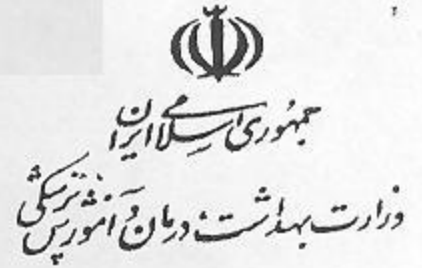 جمهوری اسلامی ایران
وزارت بهداشت، درمان و آموزش پزشکی